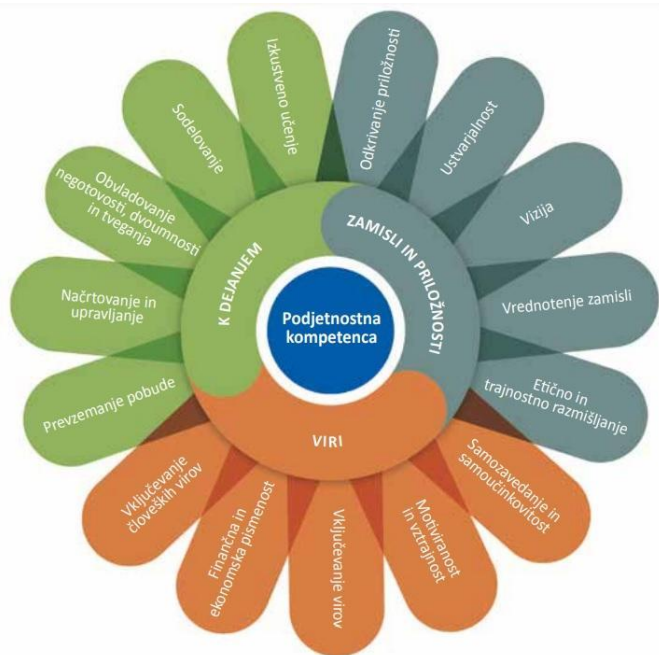 Podjetnostna
kompetenca
ZAMISLI IN PRILOŽNOSTI
Odkrivanje priložnosti
Ustvarjalnost
Vizija
Vrednotenje zamisli
Etično in
trajnostno razmišljanje
VIRI
Samozavedanje in
samoučinkovitost
Motiviranost
in vztrajnost
Vključevanje virov
Finančna in
ekonomska pismenost
Vključevanje
človeških virov
K DEJANJEM
Prevzemanje pobude
Načrtovanje in
upravljanje
Obvladovanje
negotovosti, dvoumnosti
in tveganja
Sodelovanje
Izkustveno učenje